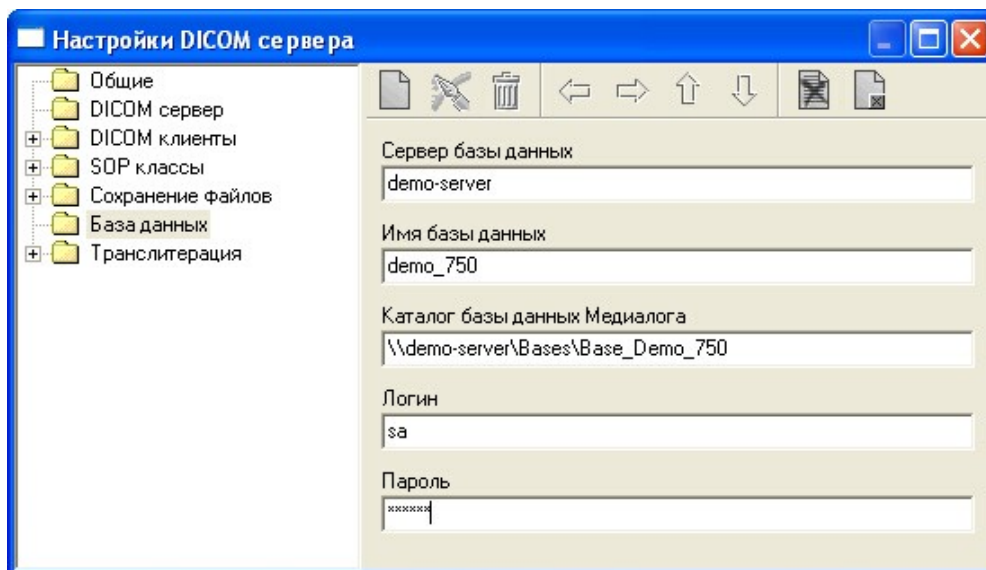 Настройки DICOM сервера
Общие
DICOM сервер
DICOM клиенты
SOP классы
Сохранение файлов
База данных
Транслитерация
Сервер базы данных
demo-server
Имя базы данных
demo_750
Каталог базы данных Медиалога
\\demo-server\Bases\Base_Demo_750
Логин
sa
Пароль
******